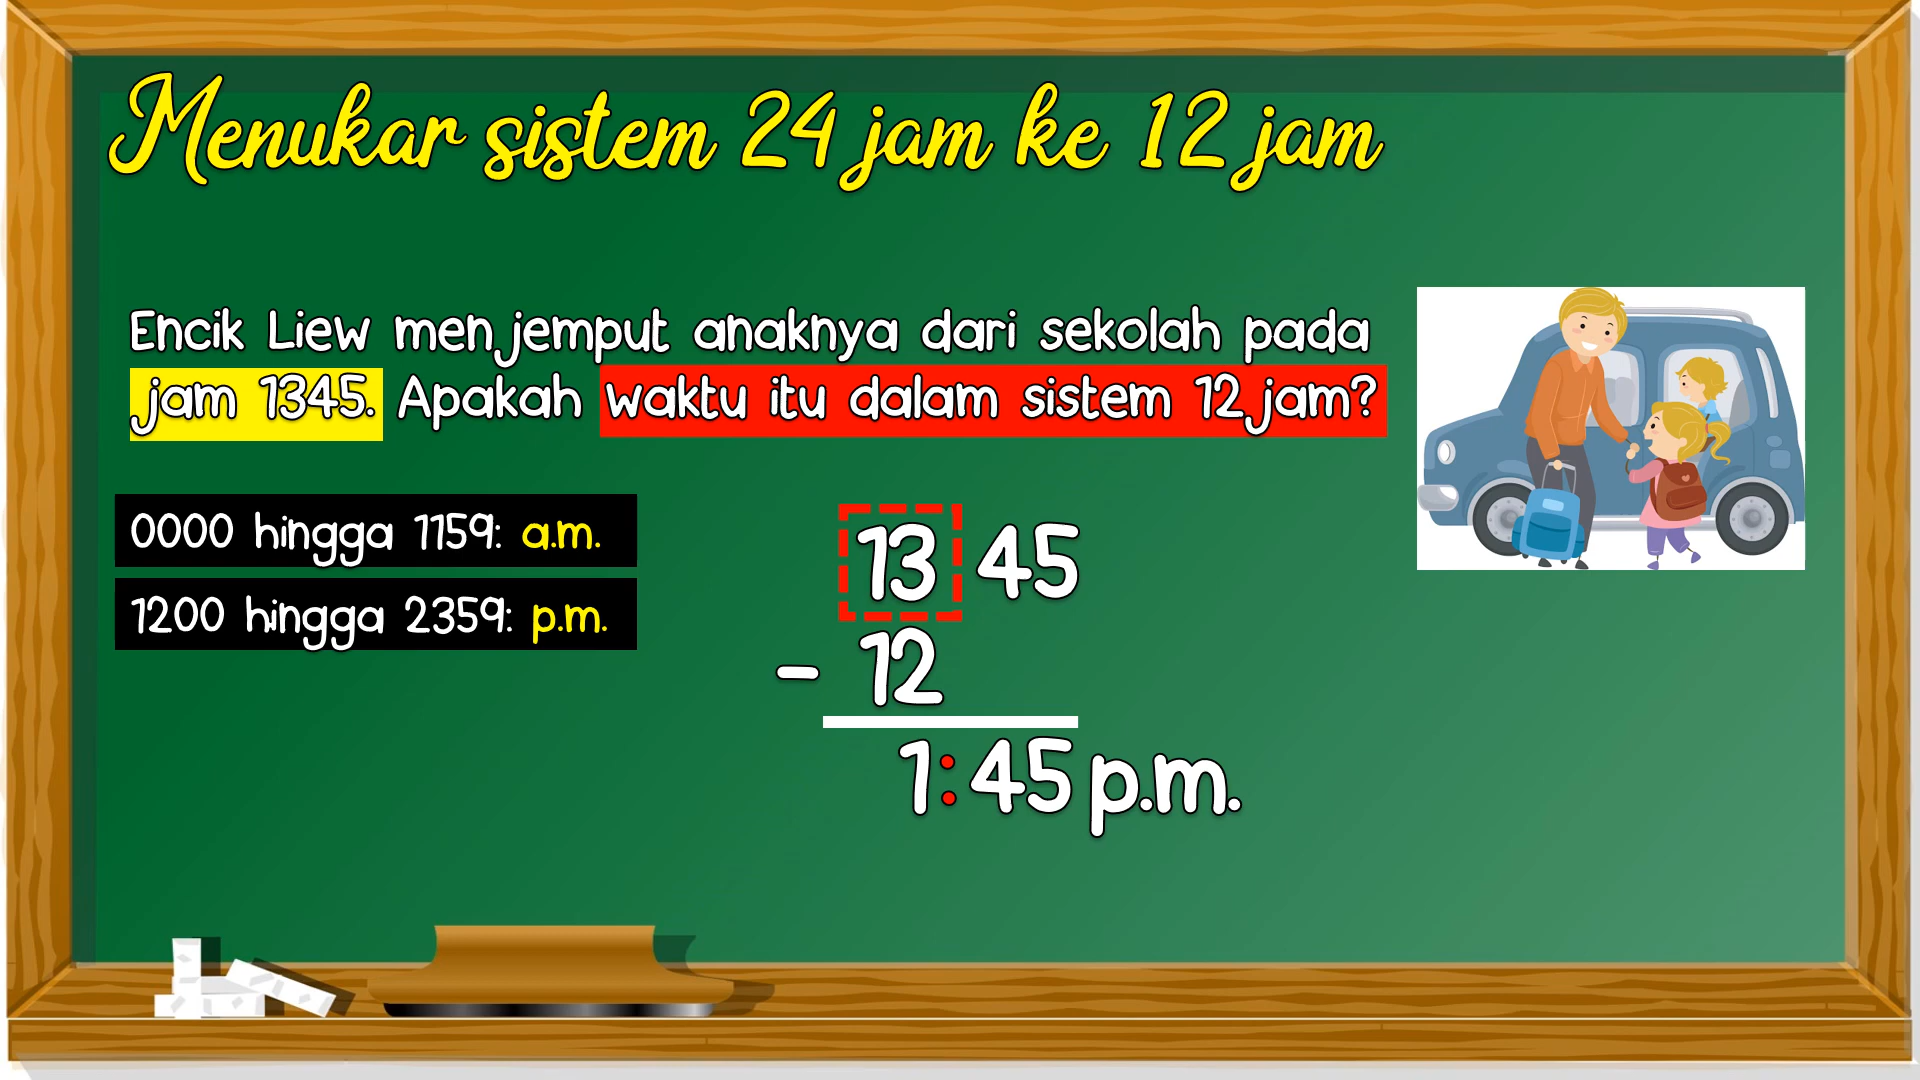 Menukar sistem 24 jam ke 12 jam
Encik Liew menjemput anaknya dari sekolah pada
jam 1345. Apakah waktu itu dalam sistem 12 jam?
0000 hingga 1159: a.m.
1200 hingga 2359: p.m.
13 45
- 12
1:45 p.m.